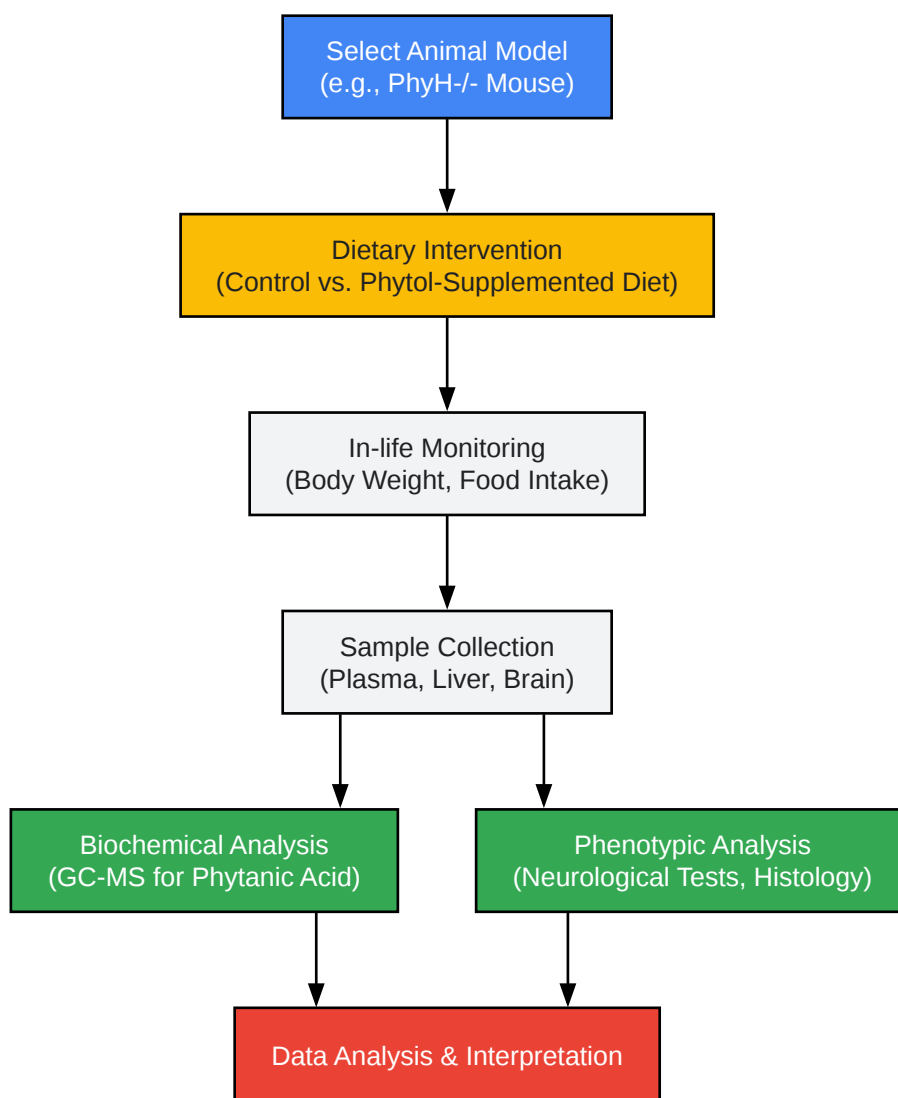 Select Animal Model
(e.g., PhyH-/- Mouse)
Dietary Intervention
(Control vs. Phytol-Supplemented Diet)
In-life Monitoring
(Body Weight, Food Intake)
Sample Collection
(Plasma, Liver, Brain)
Biochemical Analysis
(GC-MS for Phytanic Acid)
Phenotypic Analysis
(Neurological Tests, Histology)
Data Analysis & Interpretation